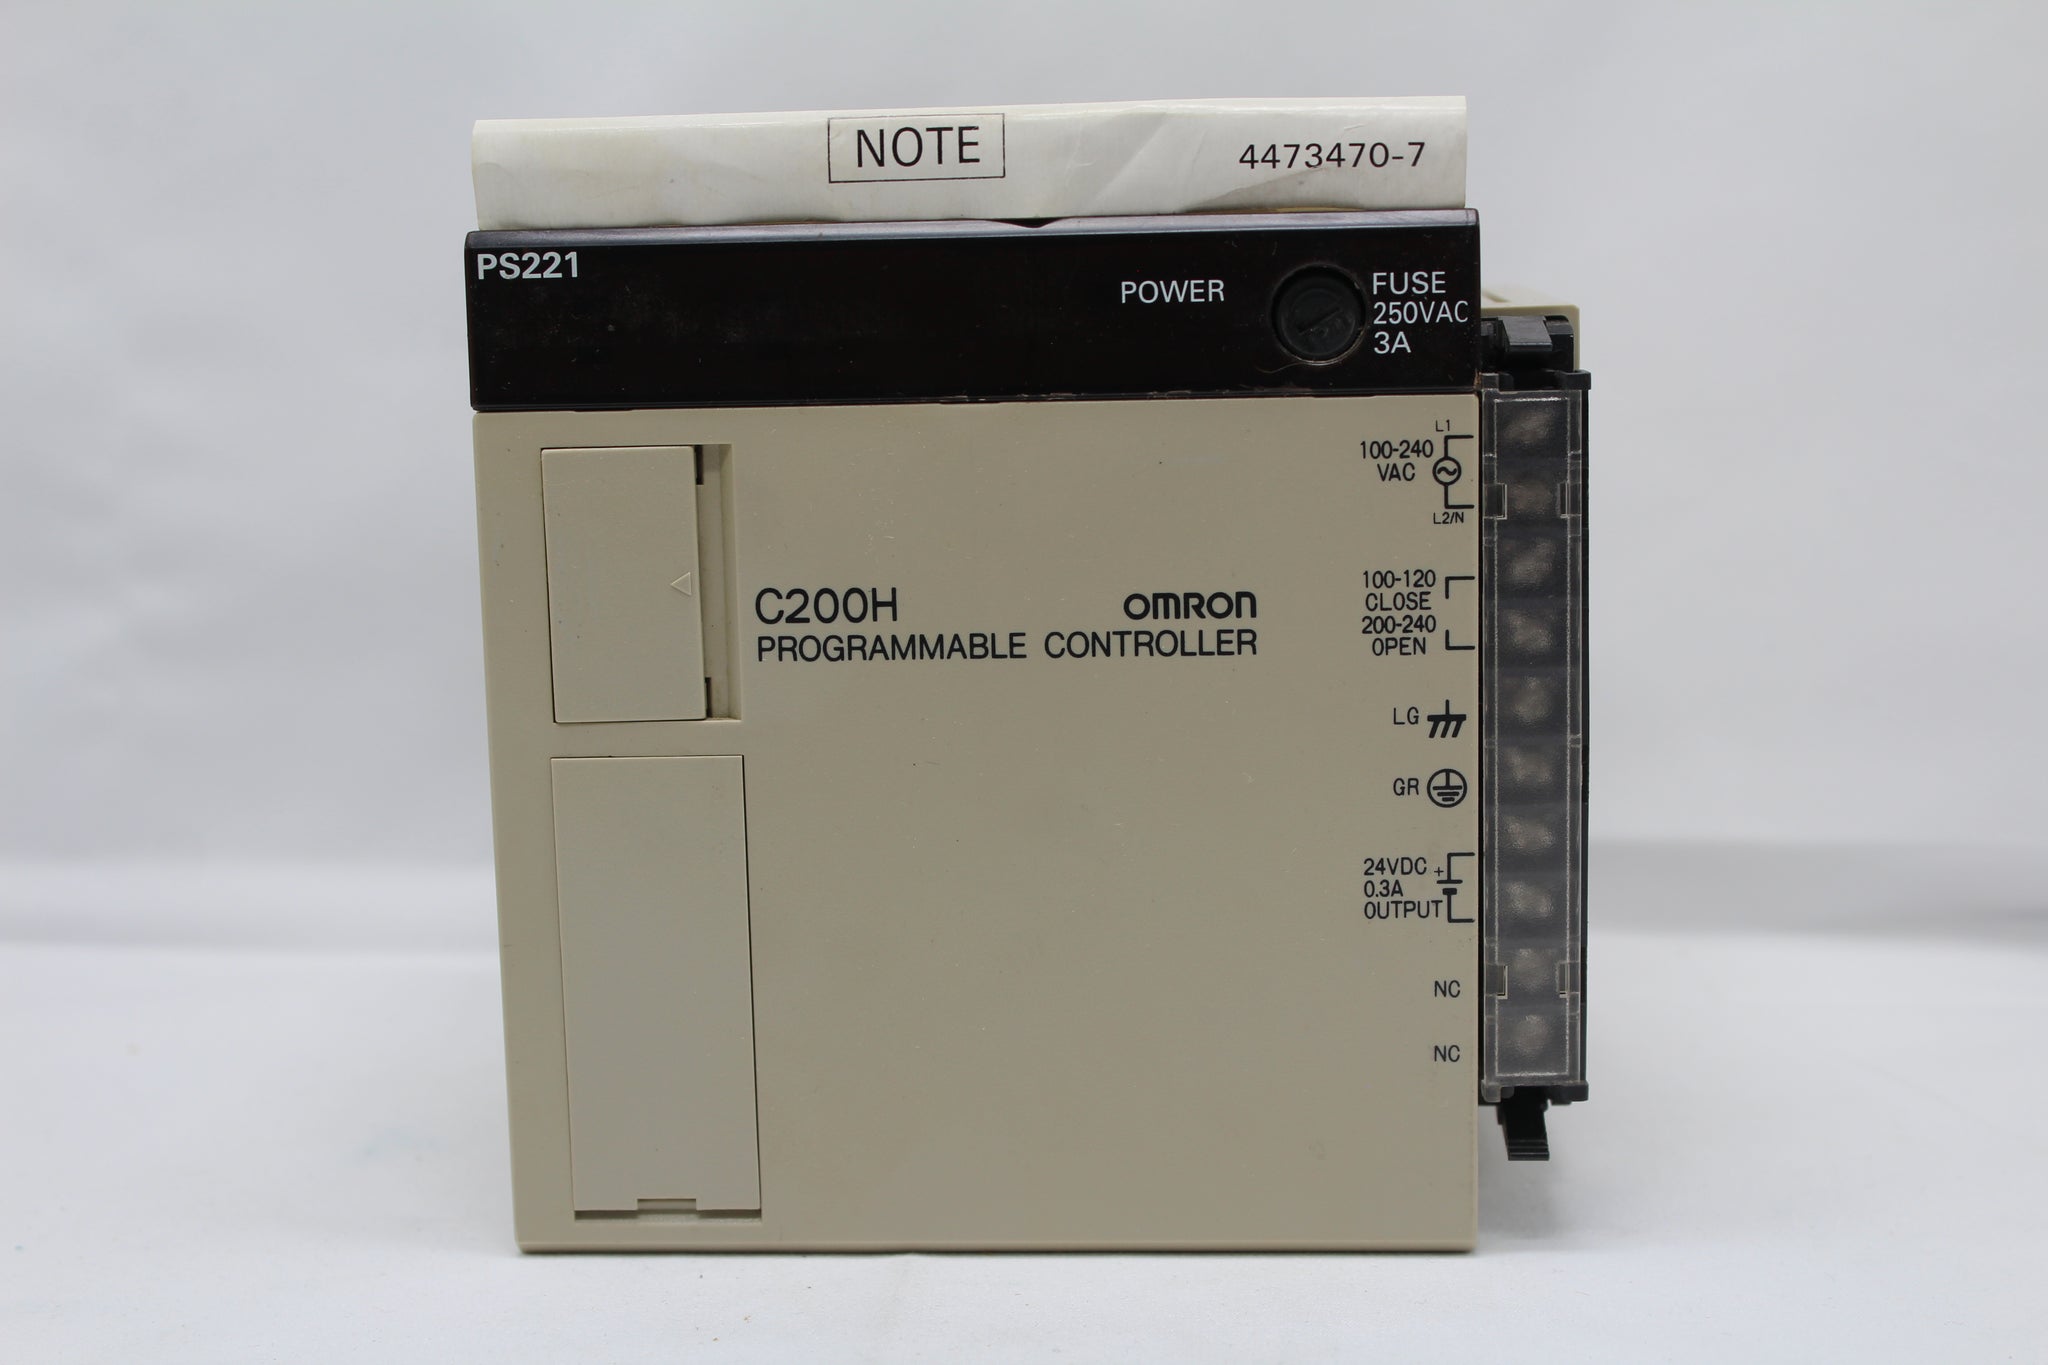 NOTE 4473470-7
PS221
POWER
FUSE
250VAC
3A
L1
100-240
VAC
L2/N
C200H OMRON
PROGRAMMABLE CONTROLLER
100-120
CLOSE
200-240
OPEN
LG
GR
24VDC +
0.3A
OUTPUT
NC
NC